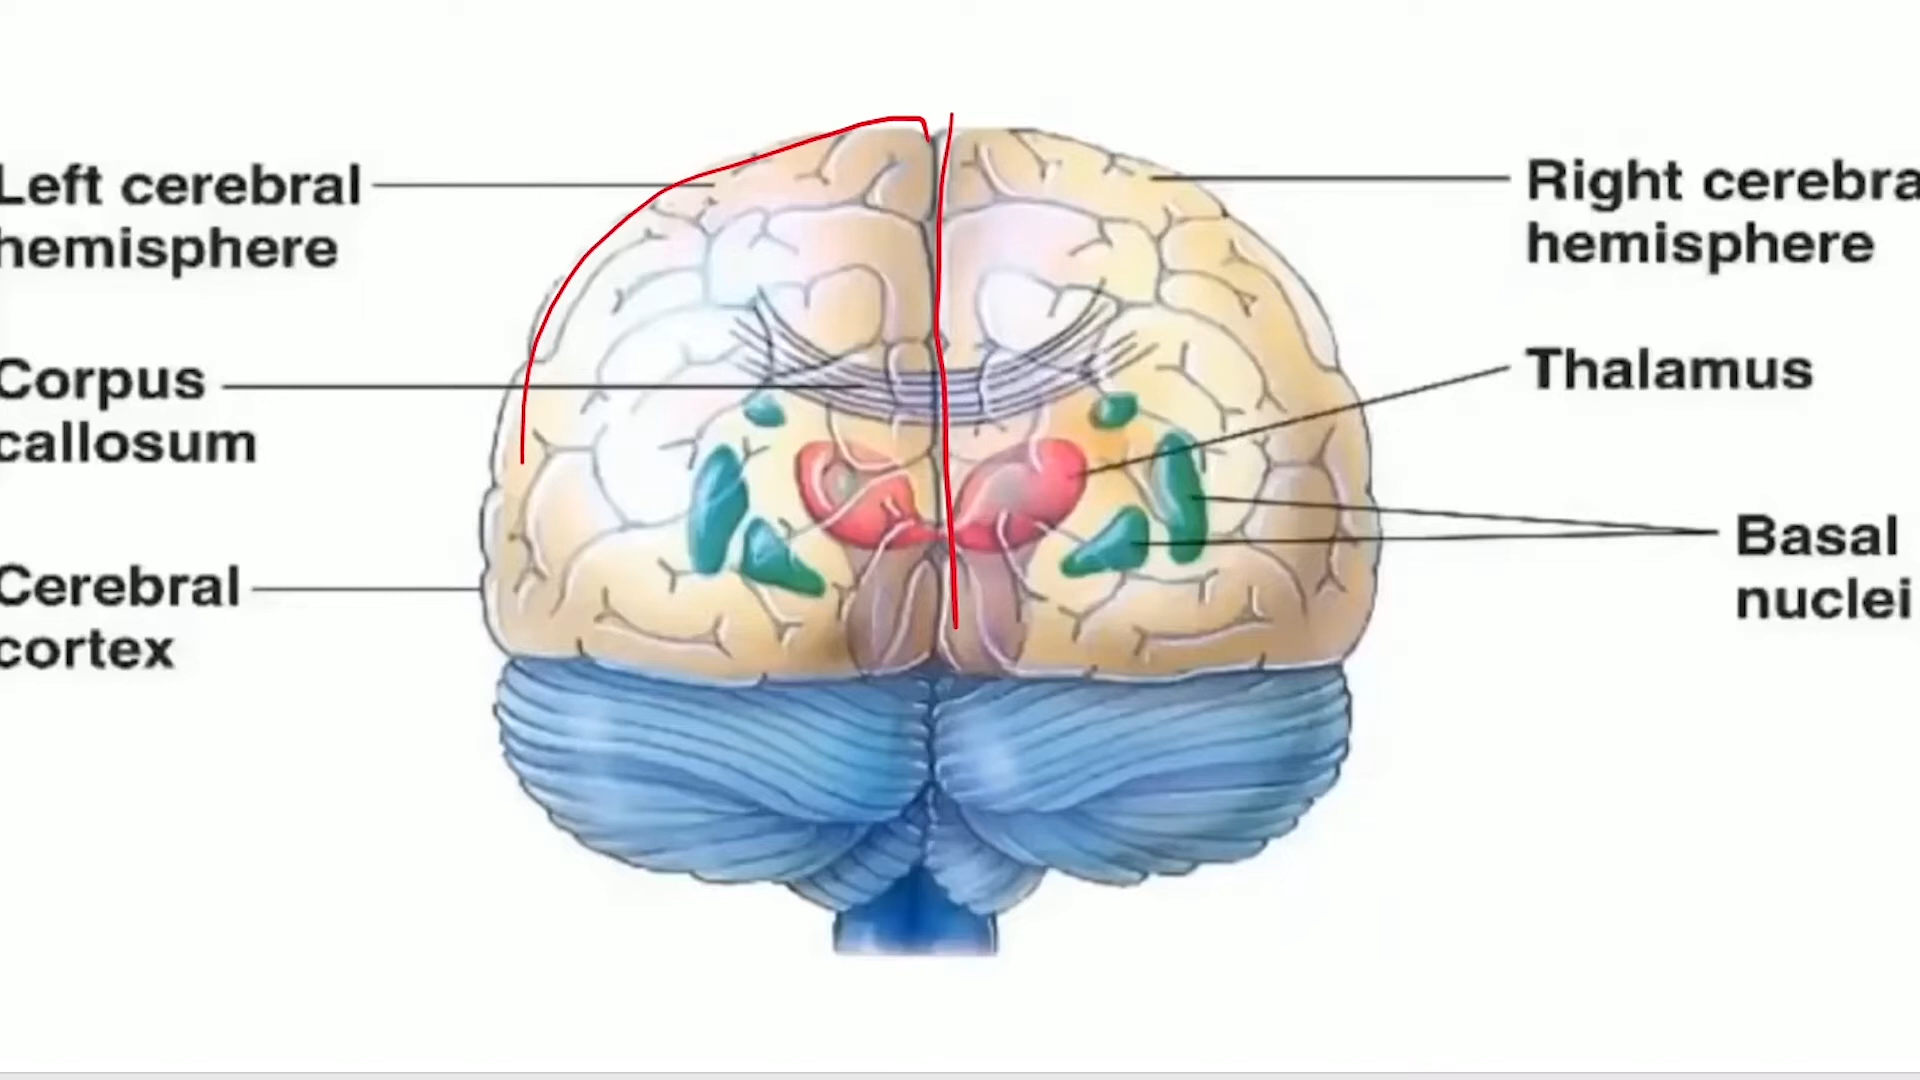 Left cerebral
hemisphere
Corpus
callosum
Cerebral
cortex
Right cerebra
hemisphere
Thalamus
Basal
nuclei